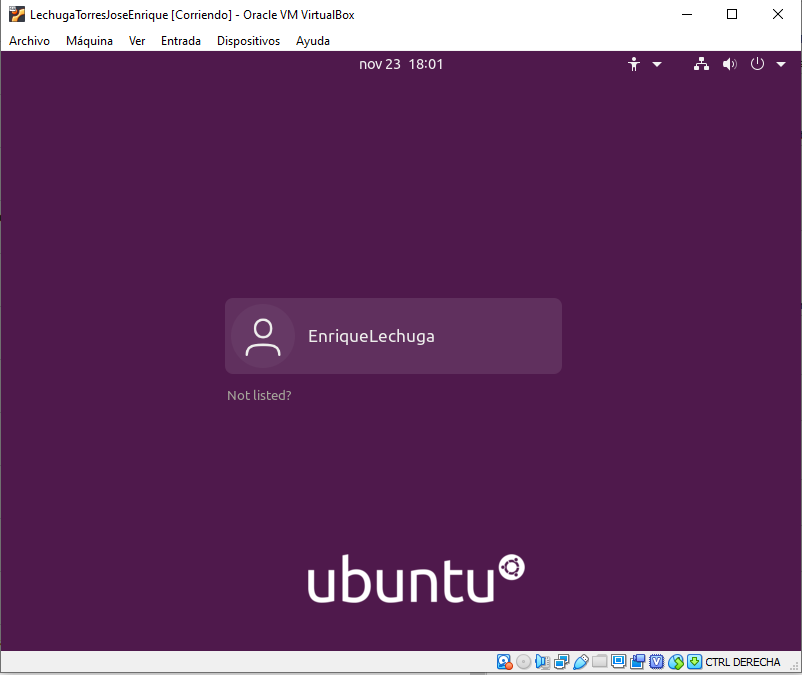 LechugaTorresJoseEnrique [Corriendo] - Oracle VM VirtualBox
Archivo Máquina Ver Entrada Dispositivos Ayuda
nov 23 18:01
EnriqueLechuga
Not listed?
ubuntu
CTRL DERECHA